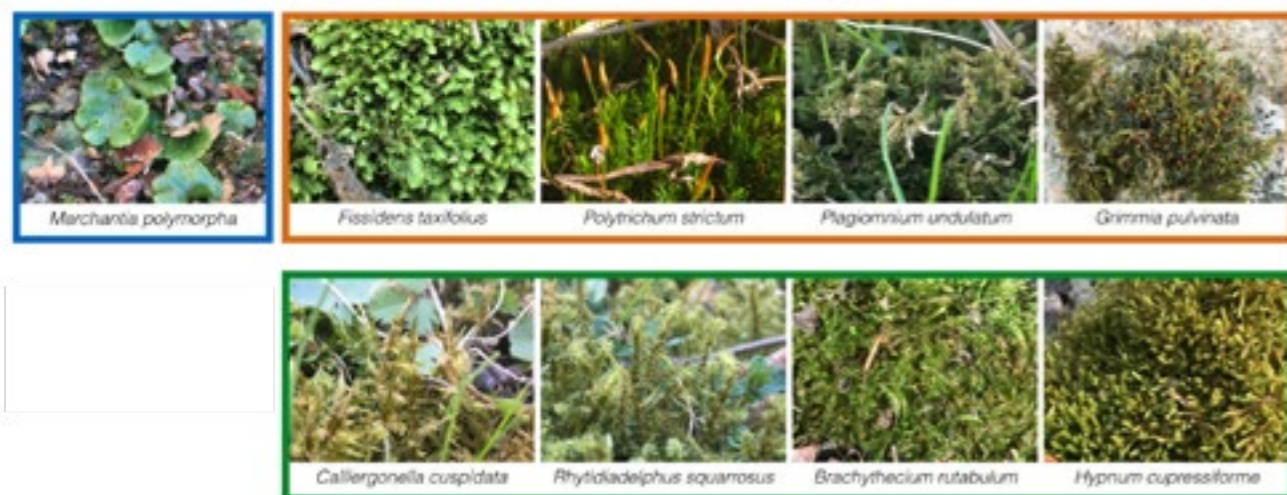 Marchantia polymorpha
Fissidens taxifolius
Polytrichum strictum
Plagiomnium undulatum
Grimmia pulvinata
Calliergonella cuspidata
Rhytidiadelphus squarrosus
Brachythecium rutabulum
Hypnum cupressiforme